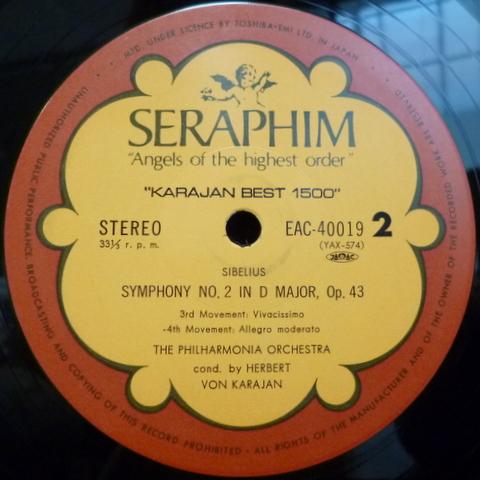 MFD. UNDER LICENCE BY TOSHIBA-EMI LTD. IN JAPAN
UNAUTHORIZED PUBLIC PERFORMANCE, BROADCASTING AND COPYING OF THIS RECORD PROHIBITED - ALL RIGHTS OF THE MANUFACTURER AND OF THE OWNER OF THE RECORDED WORK ARE RESERVED
SERAPHIM
"Angels of the highest order"
"KARAJAN BEST 1500"
STEREO
33⅓ r. p. m.
EAC-40019 2
(YAX-574)
SIBELIUS
SYMPHONY NO. 2 IN D MAJOR, Op. 43
3rd Movement: Vivacissimo
-4th Movement: Allegro moderato
THE PHILHARMONIA ORCHESTRA
cond. by HERBERT
VON KARAJAN